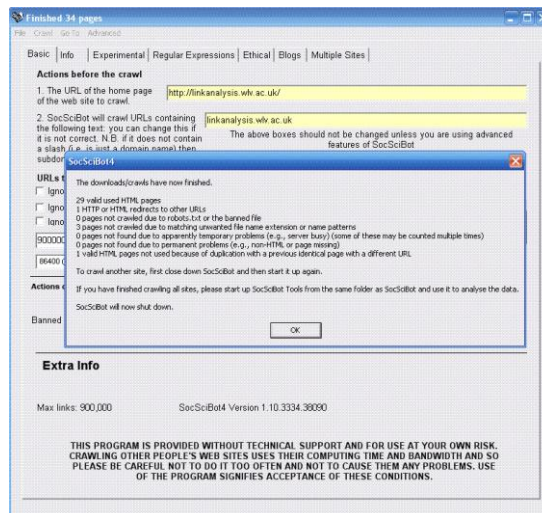 Finished 34 pages
File Crawl Go To Advanced
Basic Info Experimental Regular Expressions Ethical Blogs Multiple Sites
Actions before the crawl
1. The URL of the home page
of the web site to crawl.
http://linkanalysis.wlv.ac.uk/
2. SocSciBot will crawl URLs containing
the following text: you can change this if
it is not correct. N.B. if it does not contain
a slash (i.e. is just a domain name) then
subdor
linkanalysis.wlv.ac.uk
The above boxes should not be changed unless you are using advanced
features of SocSciBot
URLs t
Igno
Igno
Igno
900000
86400 (
Actions o
Banned
SocSciBot4
The downloads/crawls have now finished.
29 valid used HTML pages
1 HTTP or HTML redirects to other URLs
0 pages not crawled due to robots.txt or the banned file
3 pages not crawled due to matching unwanted file name extension or name patterns
0 pages not found due to apparently temporary problems (e.g., server busy) (some of these may be counted multiple times)
0 pages not found due to permanent problems (e.g., non-HTML or page missing)
1 valid HTML pages not used because of duplication with a previous identical page with a different URL
To crawl another site, first close down SocSciBot and then start it up again.
If you have finished crawling all sites, please start up SocSciBot Tools from the same folder as SocSciBot and use it to analyse the data.
SocSciBot will now shut down.
OK
Extra Info
Max links: 900,000
SocSciBot4 Version 1.10.3334.38090
THIS PROGRAM IS PROVIDED WITHOUT TECHNICAL SUPPORT AND FOR USE AT YOUR OWN RISK.
CRAWLING OTHER PEOPLE'S WEB SITES USES THEIR COMPUTING TIME AND BANDWIDTH AND SO
PLEASE BE CAREFUL NOT TO DO IT TOO OFTEN AND NOT TO CAUSE THEM ANY PROBLEMS. USE
OF THE PROGRAM SIGNIFIES ACCEPTANCE OF THESE CONDITIONS.